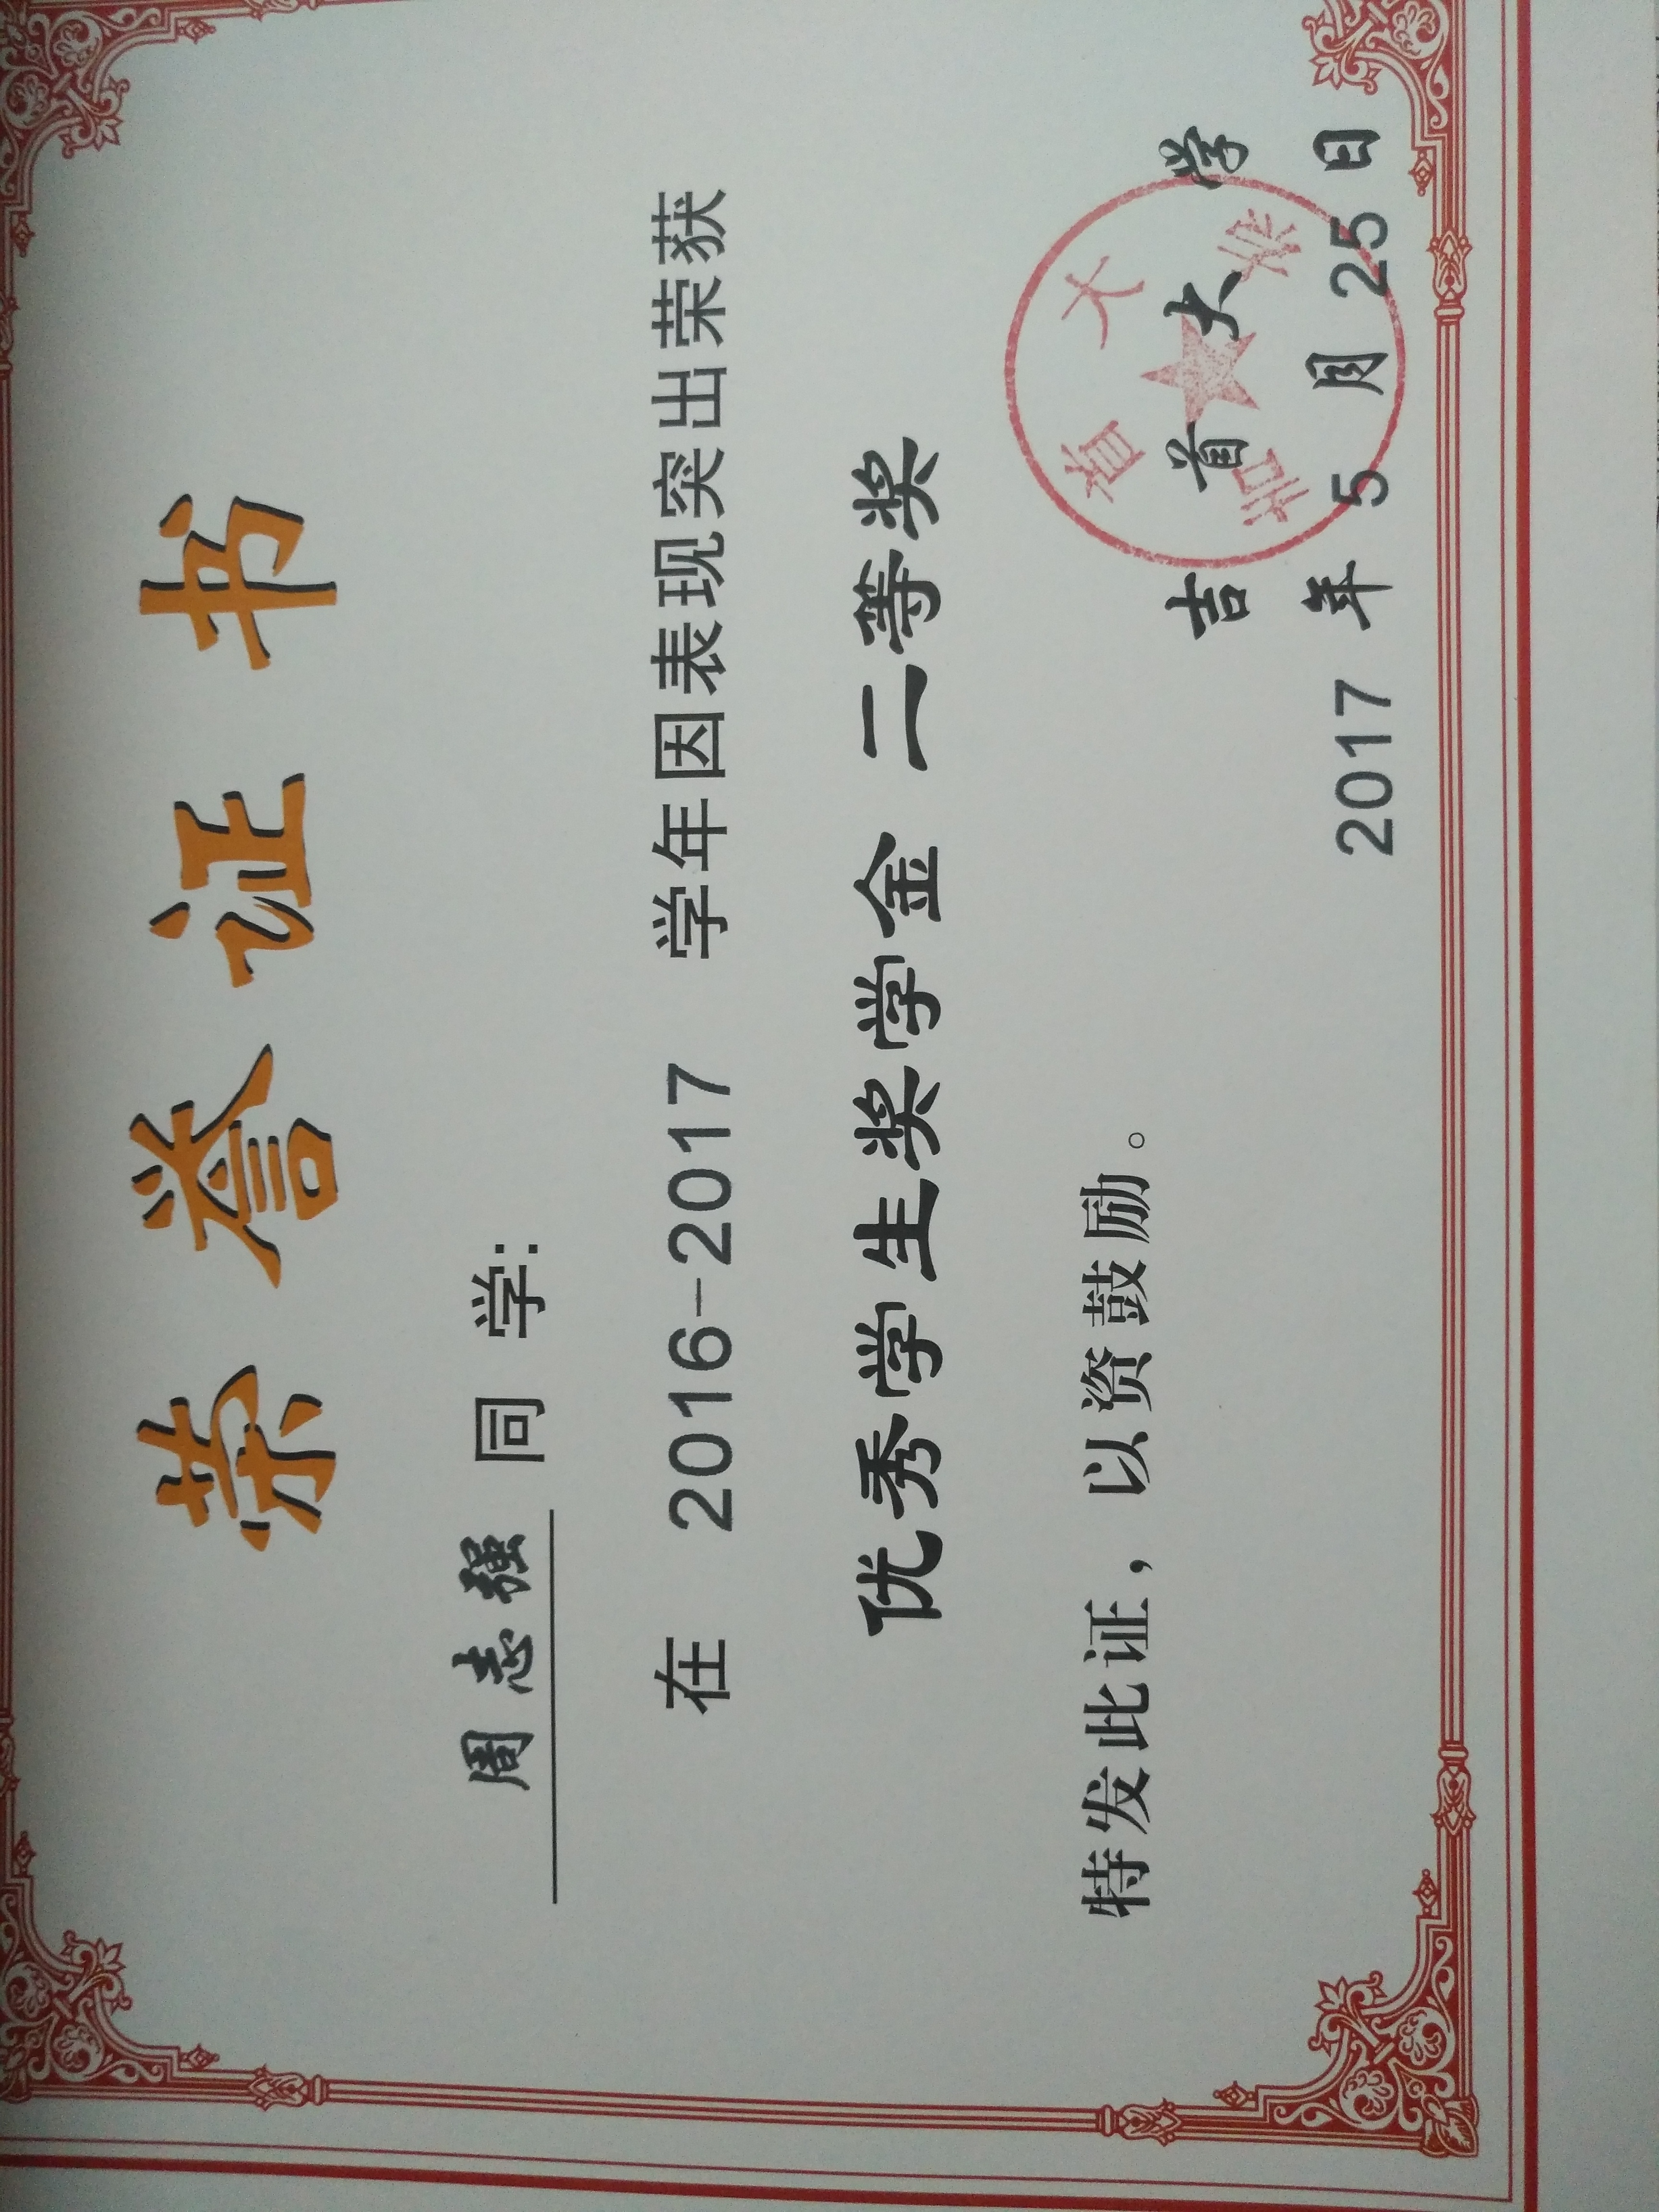 荣誉证书
周志强 同学:
在 2016-2017 学年因表现突出荣获
优秀学生奖学金 二等奖
特发此证，以资鼓励。
吉首大学
2017 年 5 月 25 日
吉首大学